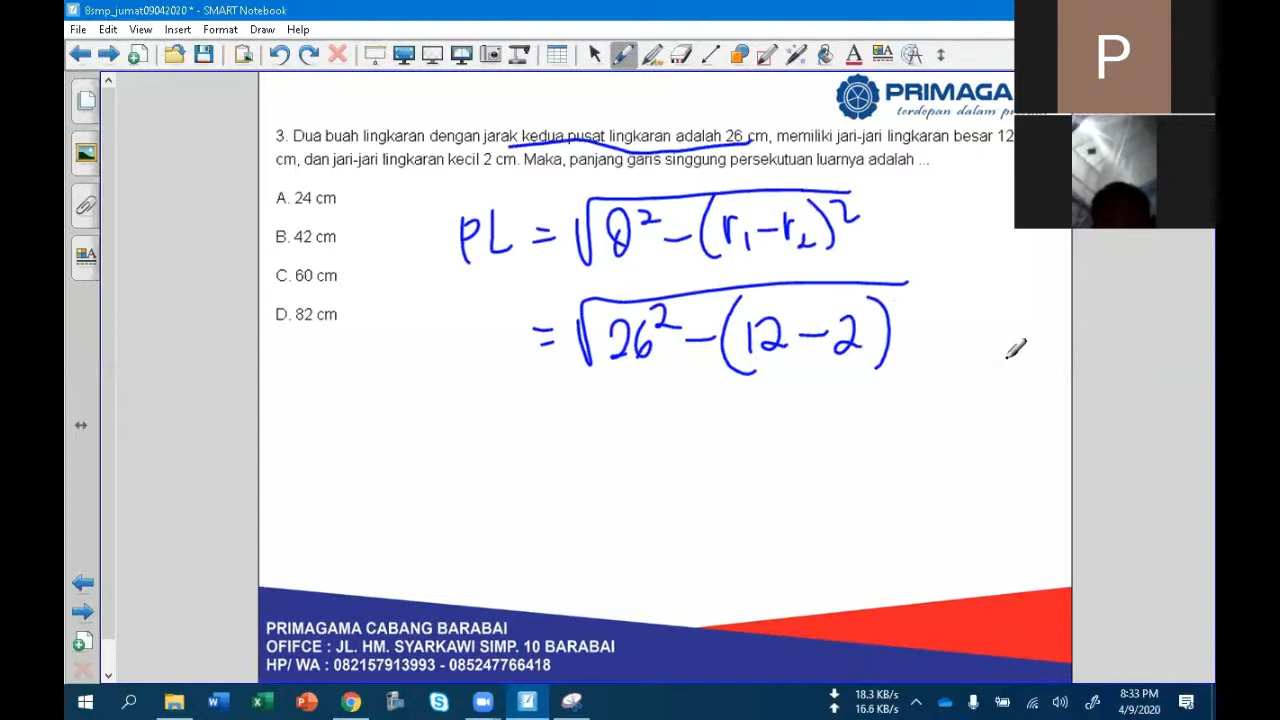 8smp_jumat09042020 * - SMART Notebook
File Edit View Insert Format Draw Help
P
PRIMAGA
terdepan dalam p
3. Dua buah lingkaran dengan jarak kedua pusat lingkaran adalah 26 cm, memiliki jari-jari lingkaran besar 12
cm, dan jari-jari lingkaran kecil 2 cm. Maka, panjang garis singgung persekutuan luarnya adalah ...
A. 24 cm
B. 42 cm
C. 60 cm
D. 82 cm
PL = √Q² - (r₁ - r₂)²
= √26² - (12 - 2)
PRIMAGAMA CABANG BARABAI
OFIFCE : JL. HM. SYARKAWI SIMP. 10 BARABAI
HP/ WA : 082157913993 - 085247766418
18.3 KB/s
16.6 KB/s
8:33 PM
4/9/2020